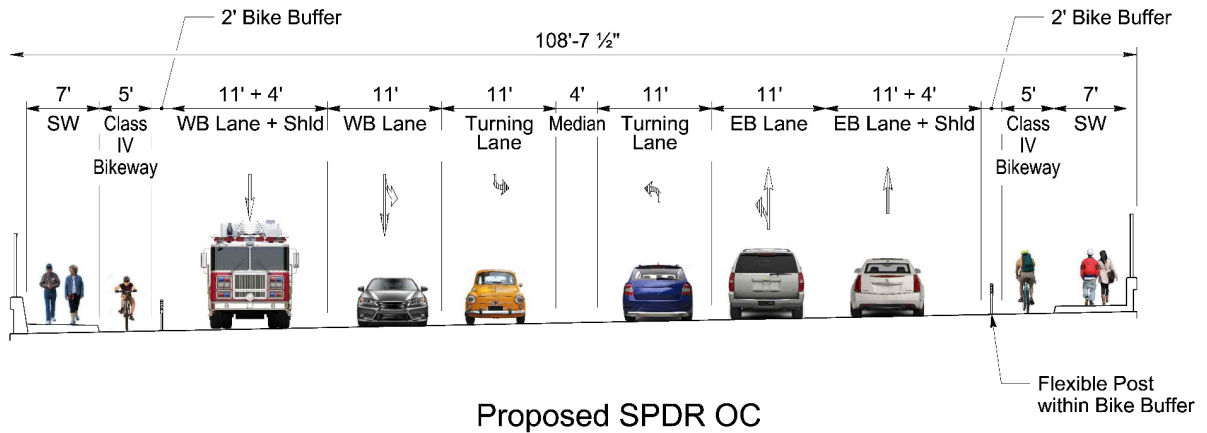 2' Bike Buffer
2' Bike Buffer
108'-7 ½"
7'
5'
11' + 4'
11'
11'
4'
11'
11'
11' + 4'
5'
7'
SW
Class
IV
Bikeway
WB Lane + Shld
WB Lane
Turning
Lane
Median
Turning
Lane
EB Lane
EB Lane + Shld
Class
IV
Bikeway
SW
Flexible Post
within Bike Buffer
Proposed SPDR OC